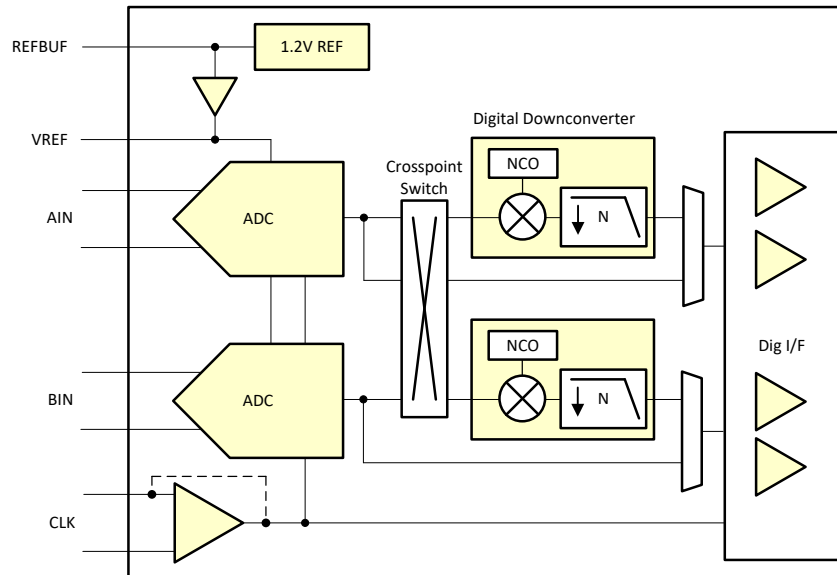 REFBUF
1.2V REF
VREF
Digital Downconverter
NCO
Crosspoint
Switch
AIN
ADC
N
NCO
Dig I/F
BIN
ADC
N
CLK